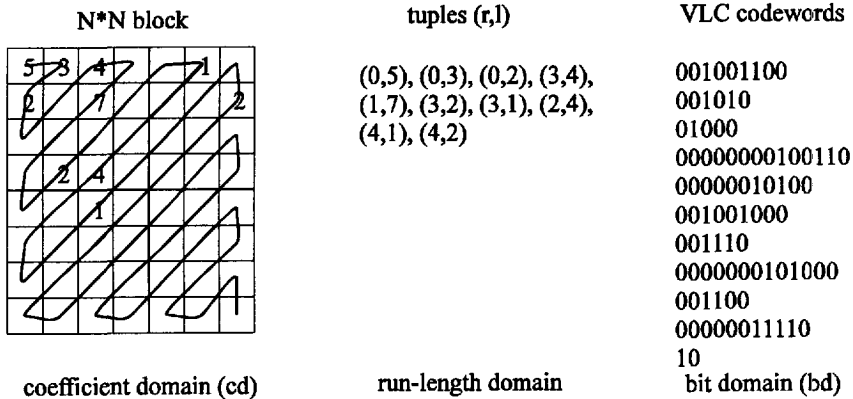 N*N block
5 3 4 1
2 7 2
2 4
1
coefficient domain (cd)
tuples (r,l)
(0,5), (0,3), (0,2), (3,4),
(1,7), (3,2), (3,1), (2,4),
(4,1), (4,2)
run-length domain
VLC codewords
001001100
001010
01000
00000000100110
00000010100
001001000
001110
0000000101000
001100
00000011110
10
bit domain (bd)